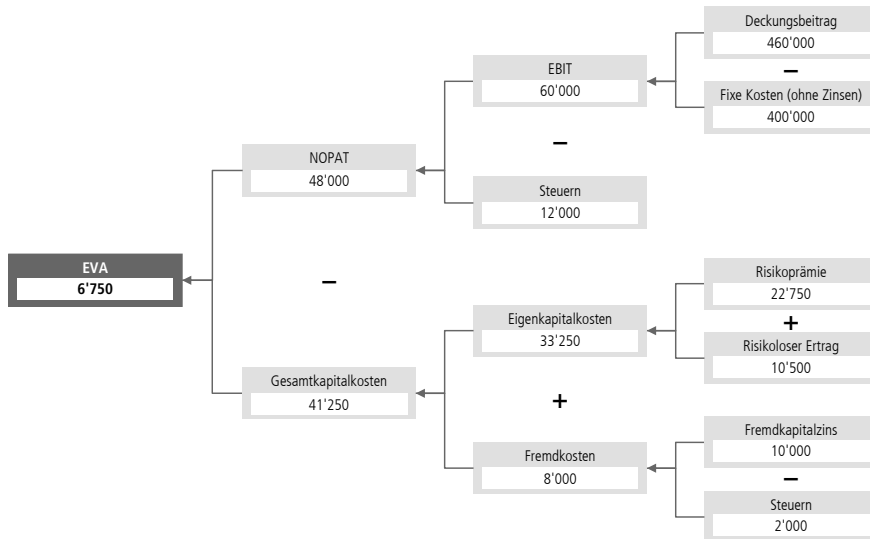 Deckungsbeitrag
460'000
–
Fixe Kosten (ohne Zinsen)
400'000
EBIT
60'000
–
Steuern
12'000
NOPAT
48'000
EVA
6'750
–
Gesamtkapitalkosten
41'250
Eigenkapitalkosten
33'250
+
Fremdkosten
8'000
Risikoprämie
22'750
+
Risikoloser Ertrag
10'500
Fremdkapitalzins
10'000
–
Steuern
2'000